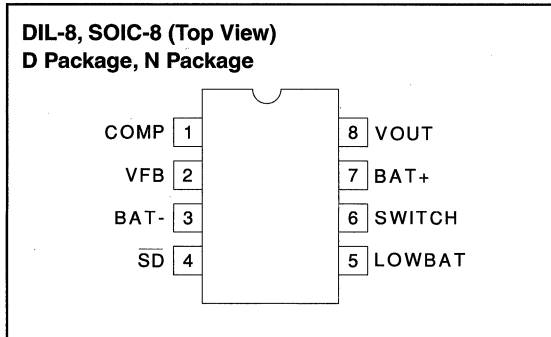 DIL-8, SOIC-8 (Top View)
D Package, N Package
COMP 1 8 VOUT
VFB 2 7 BAT+
BAT- 3 6 SWITCH
S̅D̅ 4 5 LOWBAT